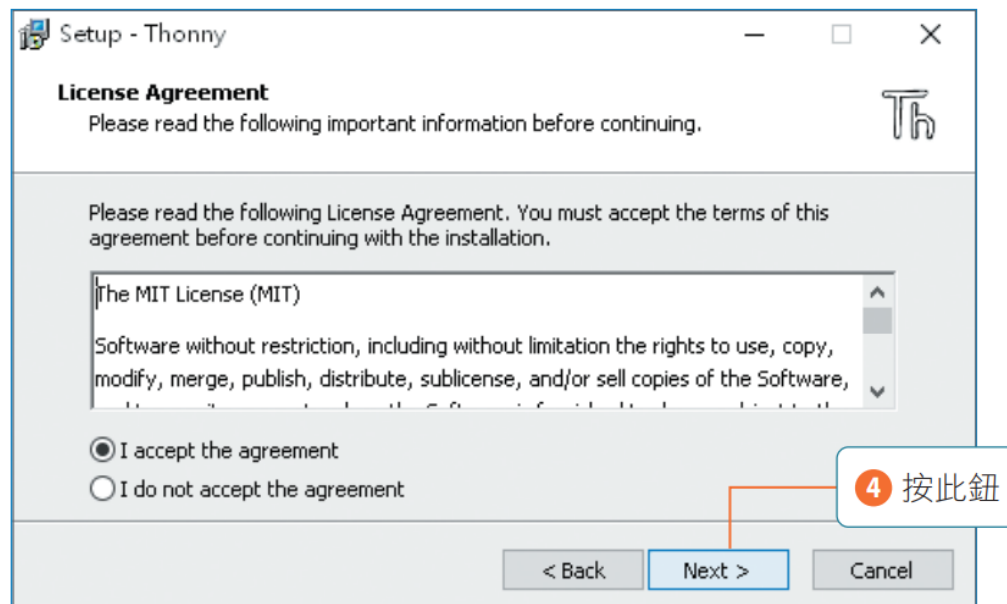 Setup - Thonny
License Agreement
Please read the following important information before continuing.
Th
Please read the following License Agreement. You must accept the terms of this
agreement before continuing with the installation.
The MIT License (MIT)
Software without restriction, including without limitation the rights to use, copy,
modify, merge, publish, distribute, sublicense, and/or sell copies of the Software,
I accept the agreement
I do not accept the agreement
4 按此鈕
< Back Next > Cancel